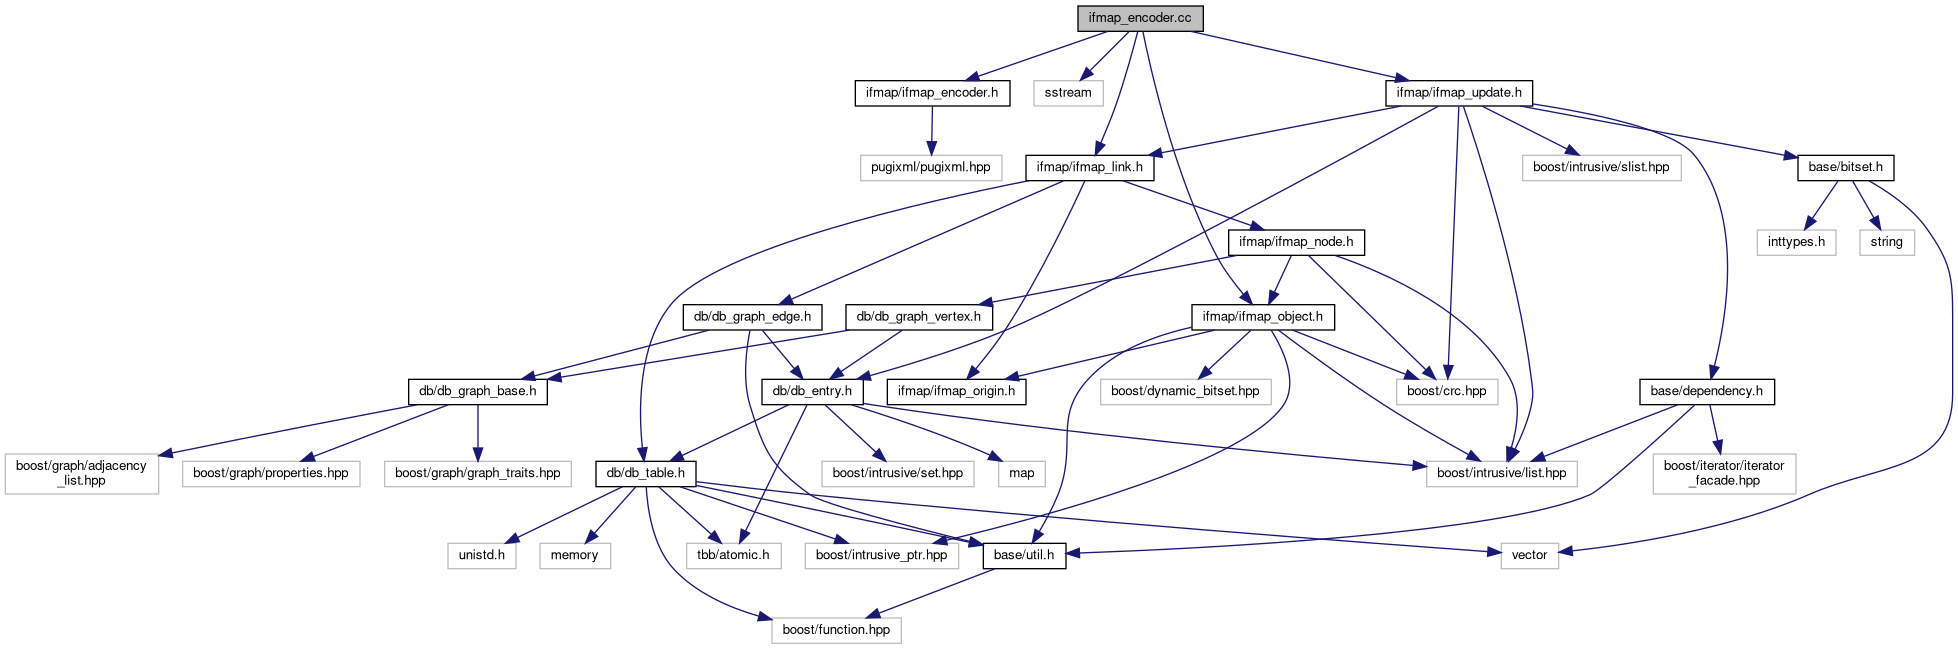 ifmap_encoder.cc
ifmap/ifmap_encoder.h
sstream
ifmap/ifmap_update.h
pugixml/pugixml.hpp
ifmap/ifmap_link.h
boost/intrusive/slist.hpp
base/bitset.h
ifmap/ifmap_node.h
inttypes.h
string
db/db_graph_edge.h
db/db_graph_vertex.h
ifmap/ifmap_object.h
db/db_graph_base.h
db/db_entry.h
ifmap/ifmap_origin.h
boost/dynamic_bitset.hpp
boost/crc.hpp
base/dependency.h
boost/graph/adjacency
_list.hpp
boost/graph/properties.hpp
boost/graph/graph_traits.hpp
db/db_table.h
boost/intrusive/set.hpp
map
boost/intrusive/list.hpp
boost/iterator/iterator
_facade.hpp
unistd.h
memory
tbb/atomic.h
boost/intrusive_ptr.hpp
base/util.h
vector
boost/function.hpp